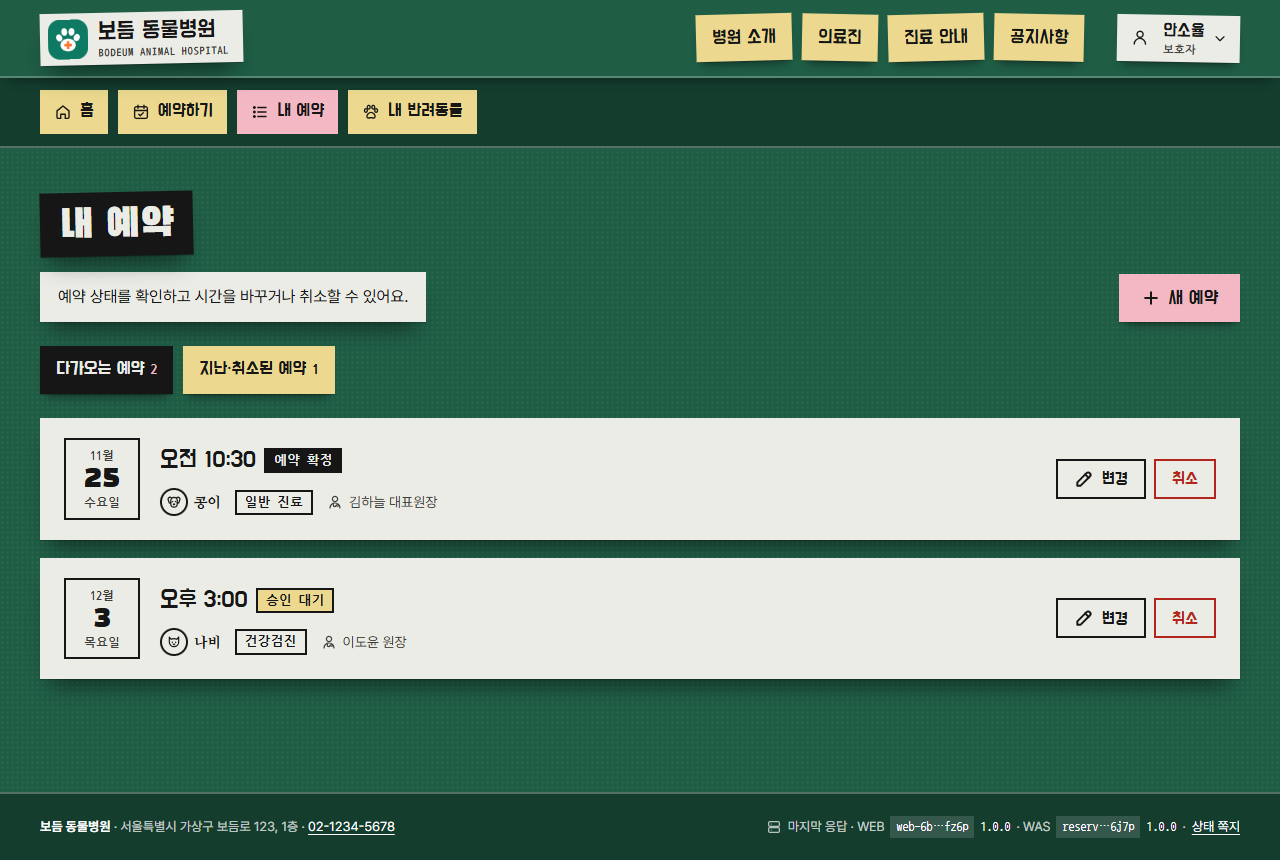 보듬 동물병원
BODEUM ANIMAL HOSPITAL
병원 소개
의료진
진료 안내
공지사항
안소율
보호자
홈
예약하기
내 예약
내 반려동물
내 예약
예약 상태를 확인하고 시간을 바꾸거나 취소할 수 있어요.
새 예약
다가오는 예약 2
지난·취소된 예약 1
11월
25
수요일
오전 10:30 예약 확정
콩이 일반 진료 김하늘 대표원장
변경
취소
12월
3
목요일
오후 3:00 승인 대기
나비 건강검진 이도윤 원장
변경
취소
보듬 동물병원 · 서울특별시 가상구 보듬로 123, 1층 · 02-1234-5678
마지막 응답 · WEB web-6b···fz6p 1.0.0 · WAS reserv···6j7p 1.0.0 · 상태 쪽지